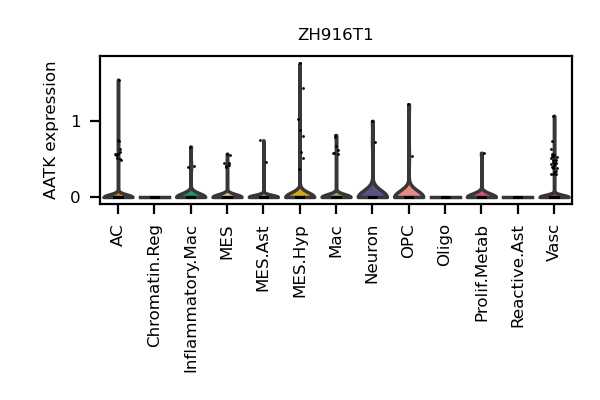 ZH916T1
AATK expression
1
0
AC
Chromatin.Reg
Inflammatory.Mac
MES
MES.Ast
MES.Hyp
Mac
Neuron
OPC
Oligo
Prolif.Metab
Reactive.Ast
Vasc